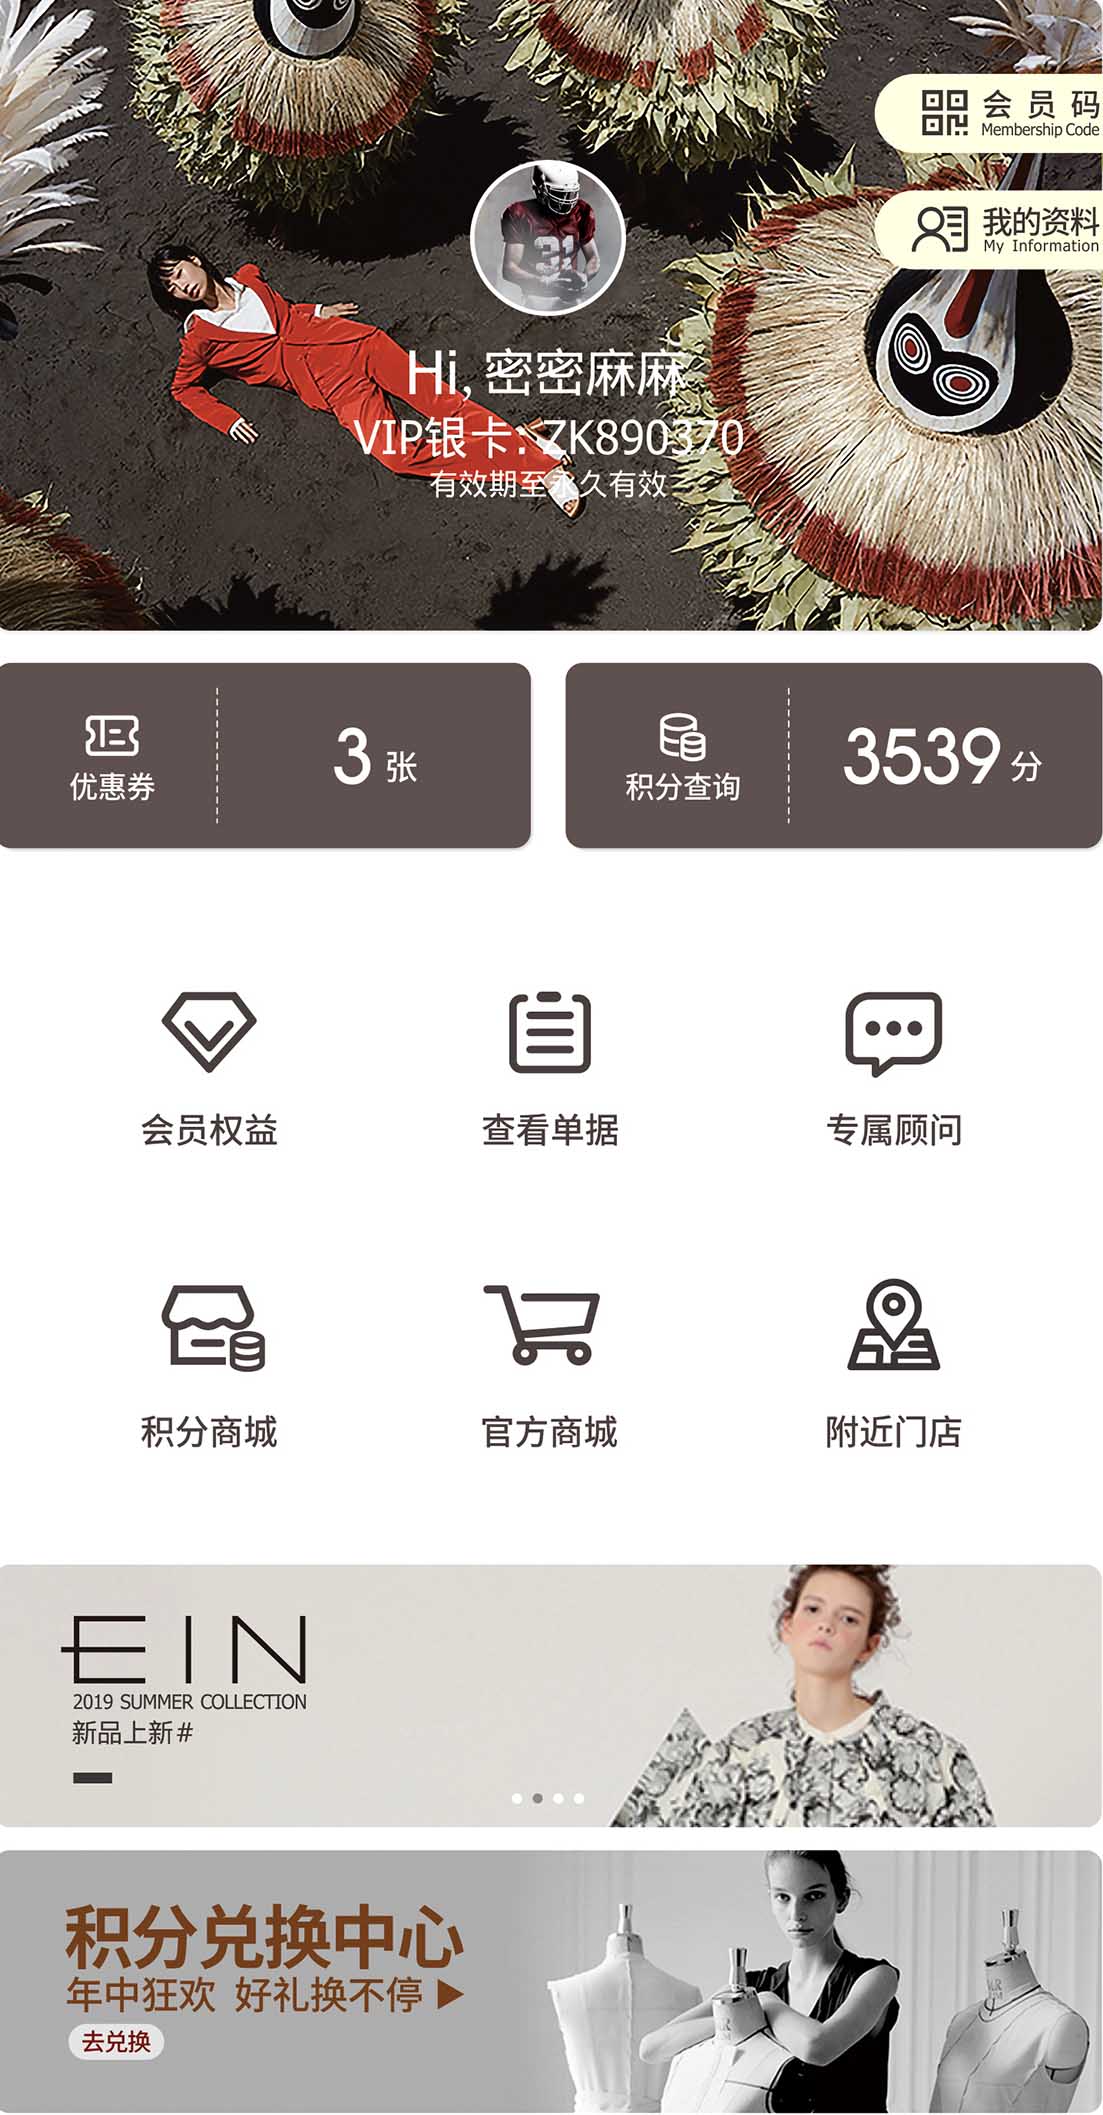 会员码
Membership Code
我的资料
My Information
31
Hi, 密密麻麻
VIP银卡: ZK890370
有效期至永久有效
优惠券
3 张
积分查询
3539 分
会员权益
查看单据
专属顾问
积分商城
官方商城
附近门店
EIN
2019 SUMMER COLLECTION
新品上新#
积分兑换中心
年中狂欢 好礼换不停
去兑换